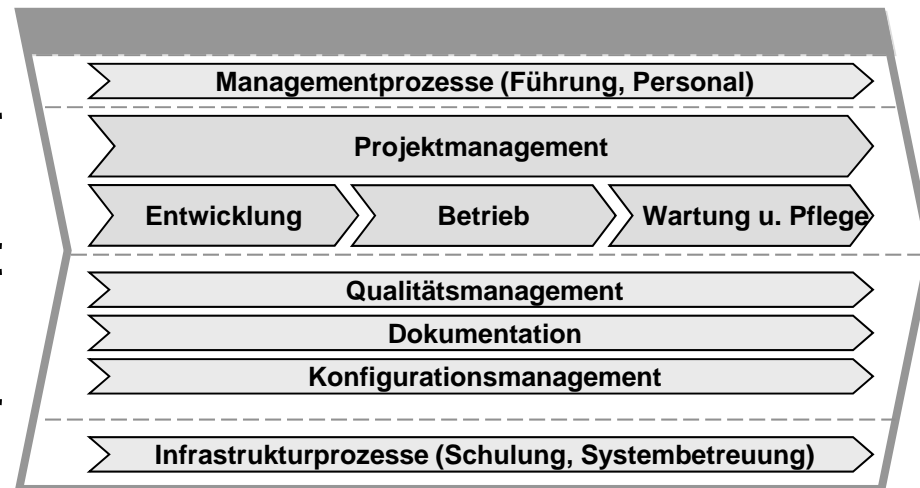 Managementprozesse (Führung, Personal)
Projektmanagement
Entwicklung Betrieb Wartung u. Pflege
Qualitätsmanagement
Dokumentation
Konfigurationsmanagement
Infrastrukturprozesse (Schulung, Systembetreuung)